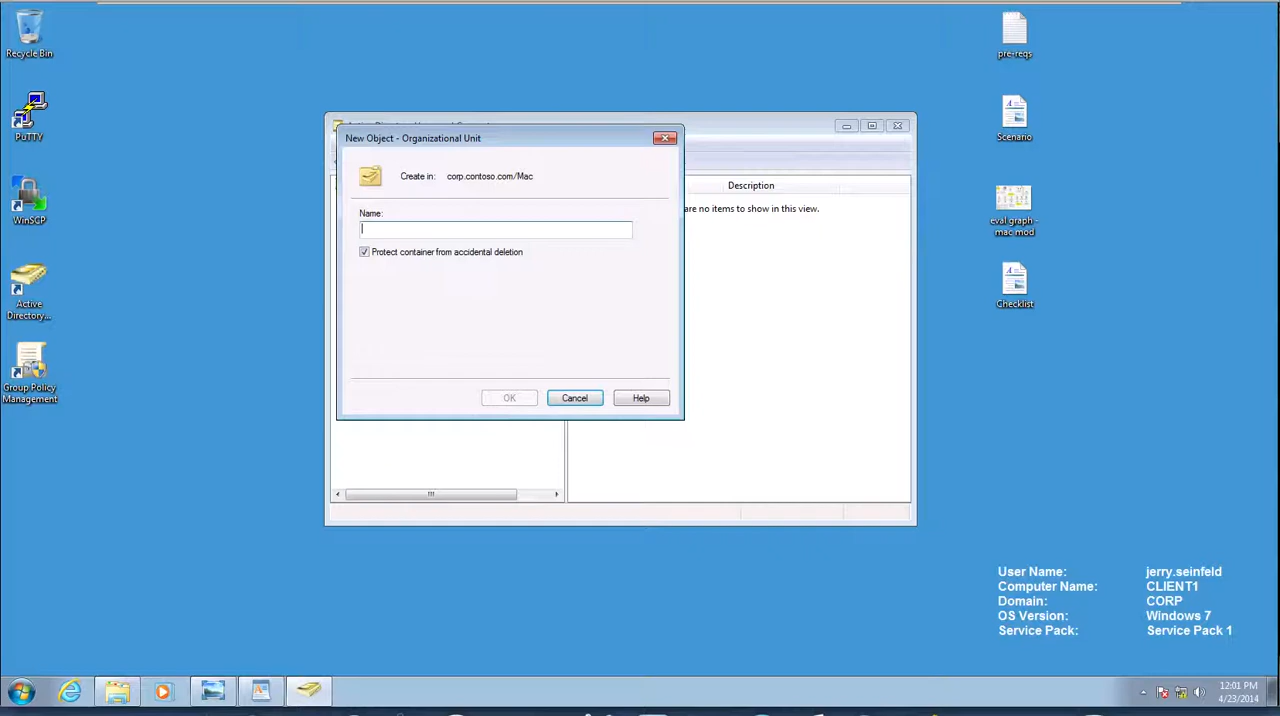 Recycle Bin
PuTTY
WinSCP
Active
Directory...
Group Policy
Management
pre-reqs
Scenario
eval graph -
mac mod
Checklist
New Object - Organizational Unit
Create in: corp.contoso.com/Mac
Name:
Protect container from accidental deletion
OK Cancel Help
Description
are no items to show in this view.
User Name: jerry.seinfeld
Computer Name: CLIENT1
Domain: CORP
OS Version: Windows 7
Service Pack: Service Pack 1
12:01 PM
4/23/2014